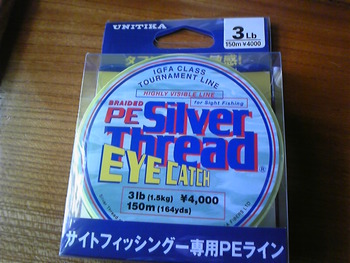 UNITIKA
3Lb
150m ¥4000
IGFA CLASS
TOURNAMENT LINE
HIGHLY VISIBLE LINE
for Sight Fishing
BRAIDED
PE Silver
Thread
EYE CATCH
3lb (1.5kg) ¥4,000
150m (164yds)
サイトフィッシング一専用PEライン